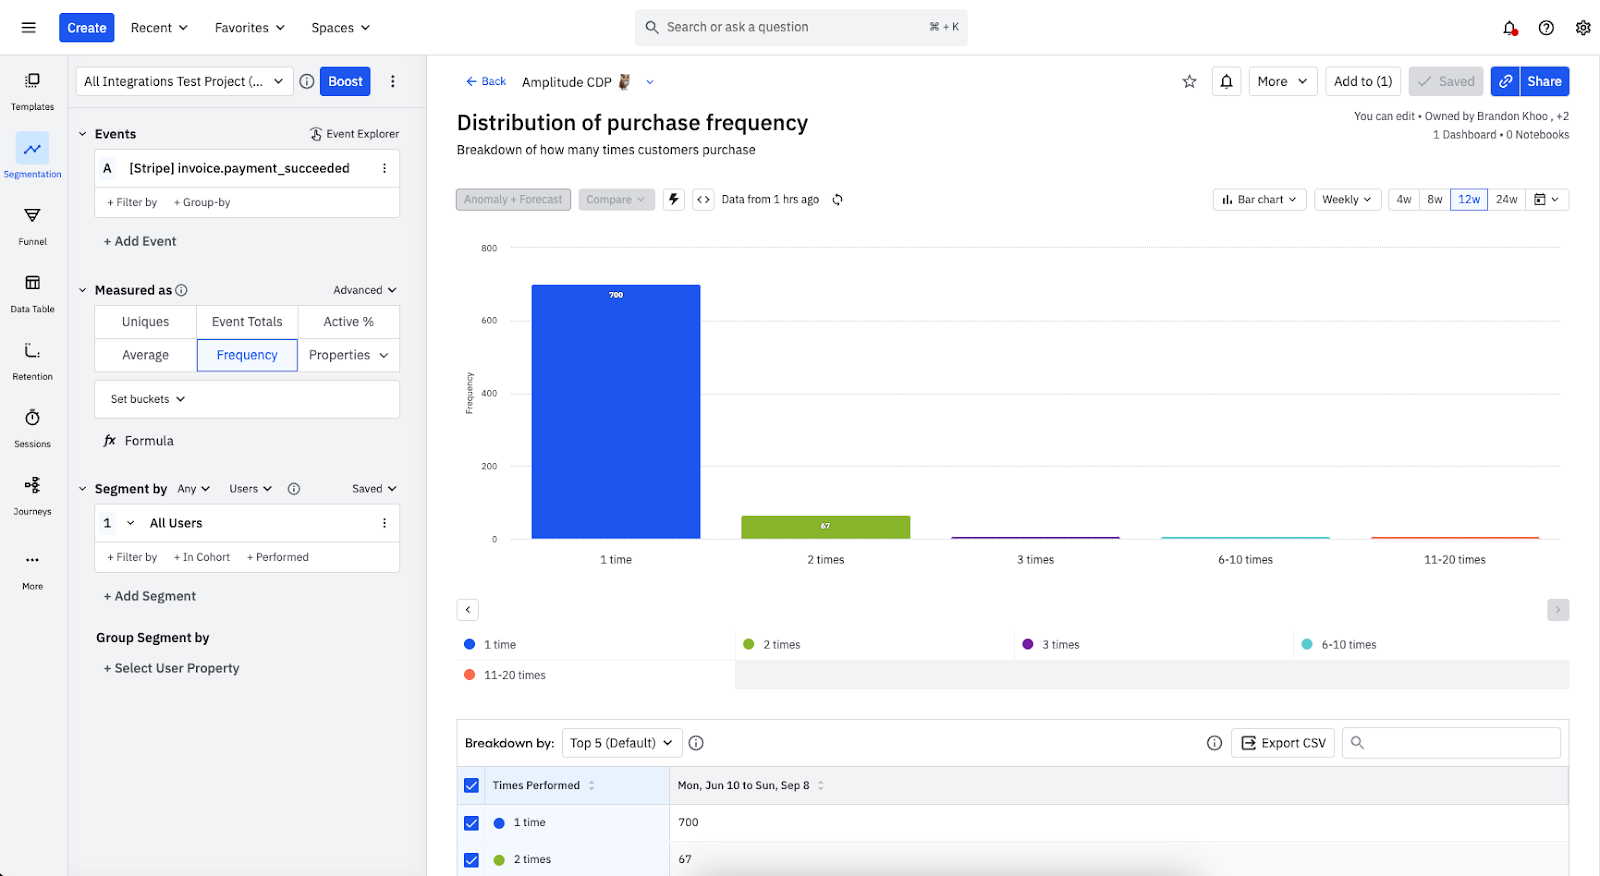 Create Recent Favorites Spaces Search or ask a question ⌘ + K
Templates
Segmentation
Funnel
Data Table
Retention
Sessions
Journeys
More
All Integrations Test Project (... Boost
Events Event Explorer
A [Stripe] invoice.payment_succeeded
+ Filter by + Group-by
+ Add Event
Measured as Advanced
Uniques Event Totals Active %
Average Frequency Properties
Set buckets
fx Formula
Segment by Any Users Saved
1 All Users
+ Filter by + In Cohort + Performed
+ Add Segment
Group Segment by
+ Select User Property
← Back Amplitude CDP More Add to (1) Saved Share
Distribution of purchase frequency
Breakdown of how many times customers purchase
You can edit • Owned by Brandon Khoo , +2
1 Dashboard • 0 Notebooks
Anomaly + Forecast Compare Data from 1 hrs ago Bar chart Weekly 4w 8w 12w 24w
Frequency
800
600
400
200
0
700
67
1 time 2 times 3 times 6-10 times 11-20 times
1 time 2 times 3 times 6-10 times
11-20 times
Breakdown by: Top 5 (Default) Export CSV
Times Performed Mon, Jun 10 to Sun, Sep 8
1 time 700
2 times 67